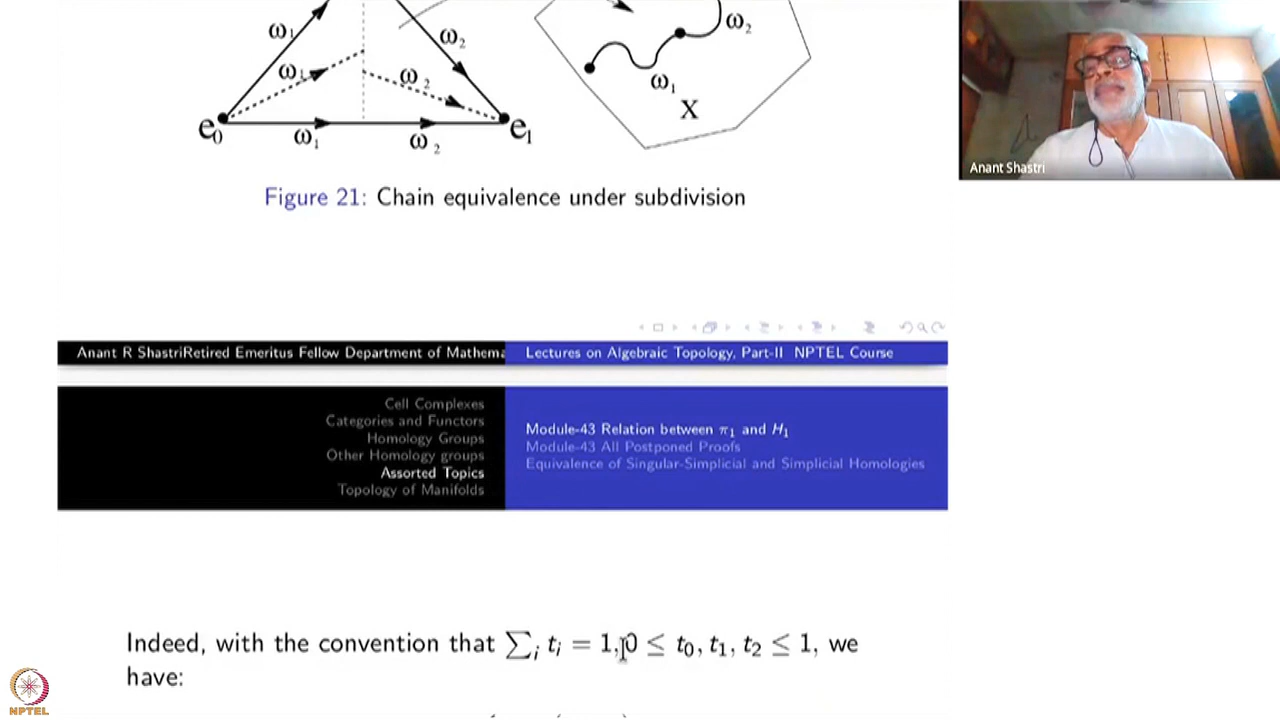 ω₁
ω₂
ω₁
ω₂
e₀
ω₁
ω₂
e₁
ω₂
ω₁
X
Figure 21: Chain equivalence under subdivision
Anant Shastri
Anant R ShastriRetired Emeritus Fellow Department of Mathema
Lectures on Algebraic Topology, Part-II NPTEL Course
Cell Complexes
Categories and Functors
Homology Groups
Other Homology groups
Assorted Topics
Topology of Manifolds
Module-43 Relation between π₁ and H₁
Module-43 All Postponed Proofs
Equivalence of Singular-Simplicial and Simplicial Homologies
Indeed, with the convention that ∑ᵢ tᵢ = 1, 0 ≤ t₀, t₁, t₂ ≤ 1, we
have:
NPTEL